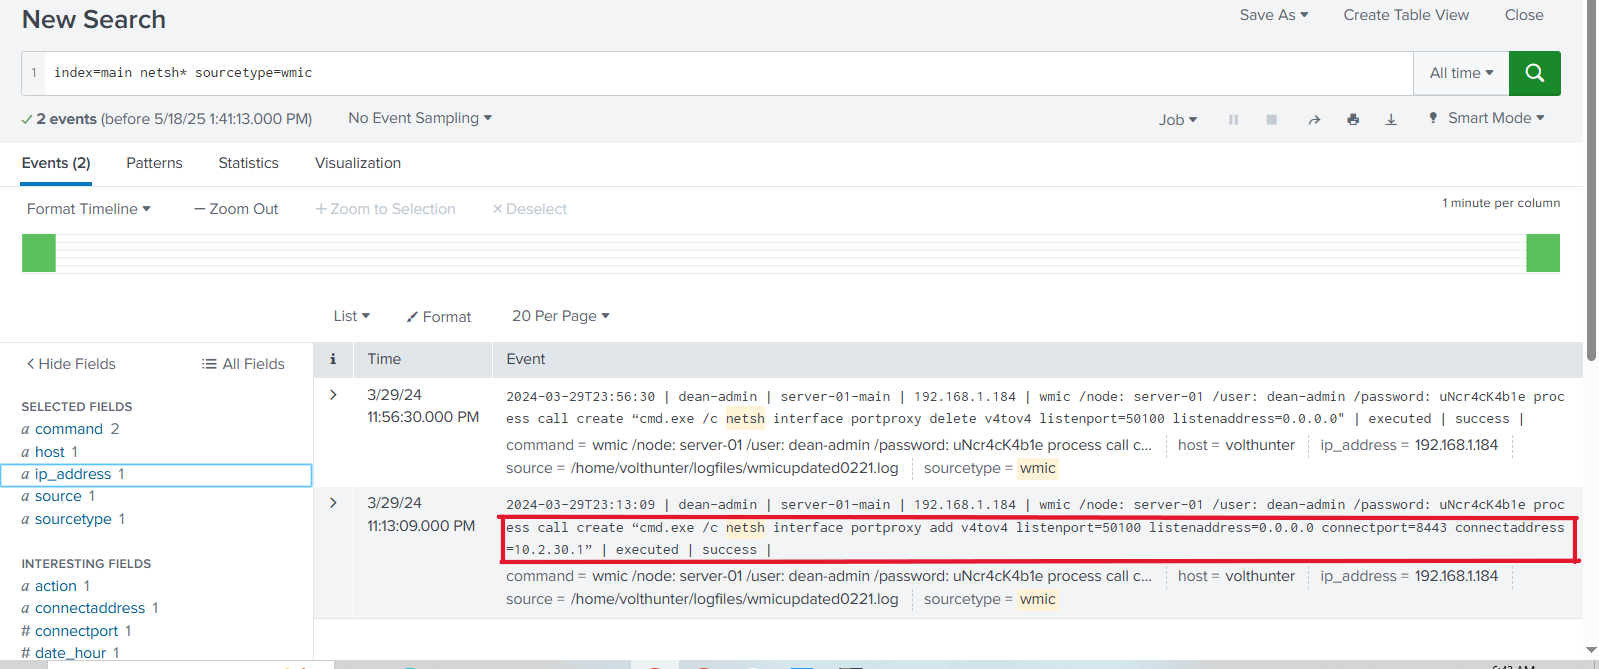 New Search
Save As ▾ Create Table View Close
1 index=main netsh* sourcetype=wmic
All time ▾
✓ 2 events (before 5/18/25 1:41:13.000 PM) No Event Sampling ▾
Job ▾ Smart Mode ▾
Events (2) Patterns Statistics Visualization
Format Timeline ▾ — Zoom Out + Zoom to Selection × Deselect
1 minute per column
List ▾ Format 20 Per Page ▾
< Hide Fields All Fields
i Time Event
SELECTED FIELDS
a command 2
a host 1
a ip_address 1
a source 1
a sourcetype 1
INTERESTING FIELDS
a action 1
a connectaddress 1
# connectport 1
# date_hour 1
> 3/29/24
11:56:30.000 PM
2024-03-29T23:56:30 | dean-admin | server-01-main | 192.168.1.184 | wmic /node: server-01 /user: dean-admin /password: uNcr4cK4b1e proc
ess call create “cmd.exe /c netsh interface portproxy delete v4tov4 listenport=50100 listenaddress=0.0.0.0" | executed | success |
command = wmic /node: server-01 /user: dean-admin /password: uNcr4cK4b1e process call c... host = volthunter ip_address = 192.168.1.184
source = /home/volthunter/logfiles/wmicupdated0221.log sourcetype = wmic
> 3/29/24
11:13:09.000 PM
2024-03-29T23:13:09 | dean-admin | server-01-main | 192.168.1.184 | wmic /node: server-01 /user: dean-admin /password: uNcr4cK4b1e proc
ess call create “cmd.exe /c netsh interface portproxy add v4tov4 listenport=50100 listenaddress=0.0.0.0 connectport=8443 connectaddress
=10.2.30.1” | executed | success |
command = wmic /node: server-01 /user: dean-admin /password: uNcr4cK4b1e process call c... host = volthunter ip_address = 192.168.1.184
source = /home/volthunter/logfiles/wmicupdated0221.log sourcetype = wmic